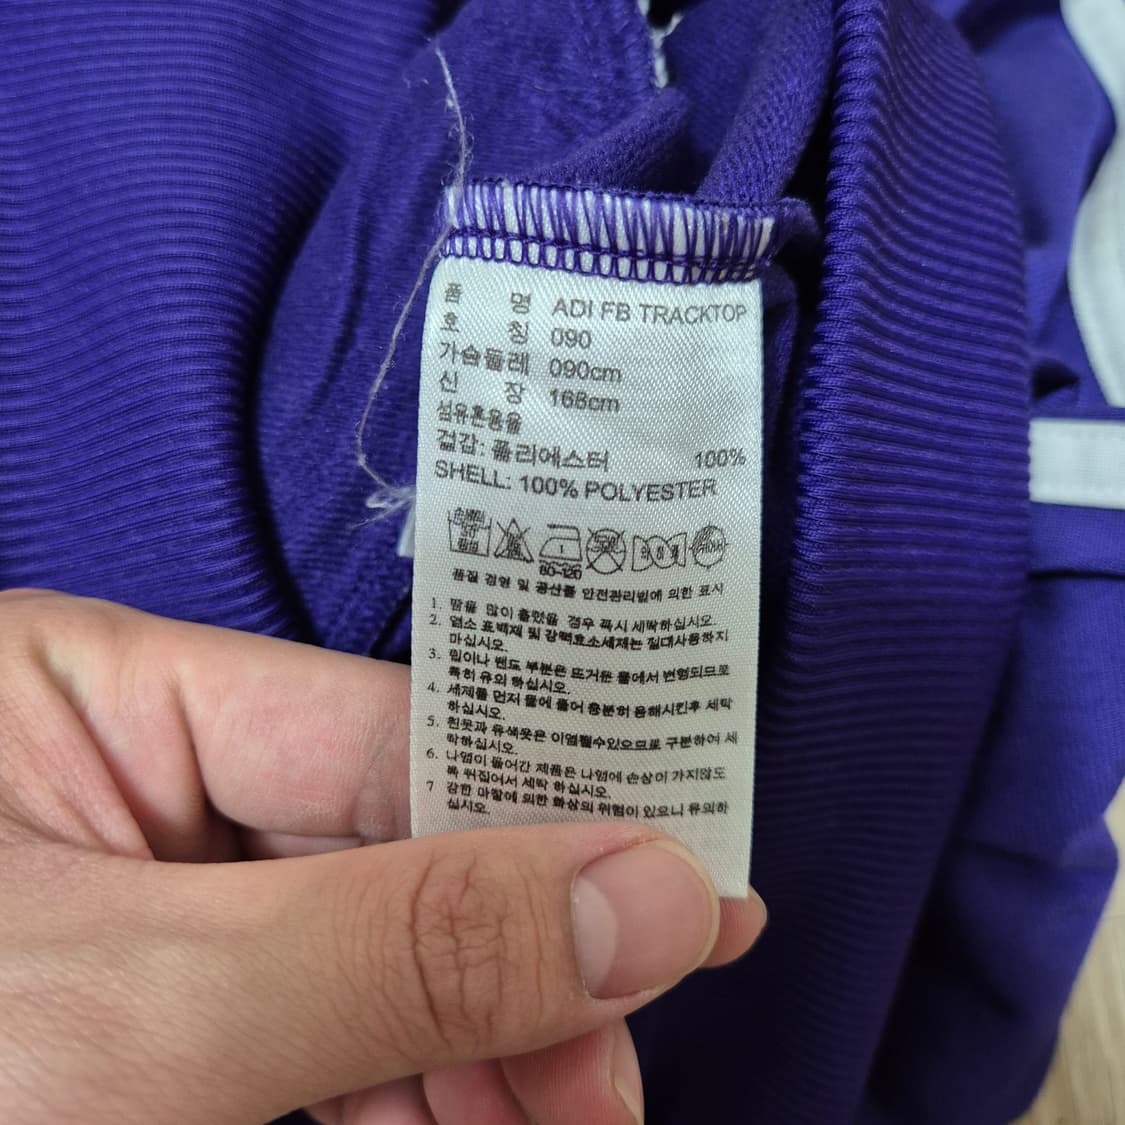 품 명 ADI FB TRACKTOP
호 칭 090
가슴둘레 090cm
신 장 168cm
섬유혼용율
겉감: 폴리에스터 100%
SHELL: 100% POLYESTER
손세탁
30
중성
80-120
품질 경영 및 공산품 안전관리법에 의한 표시
1. 땀을 많이 흘렸을 경우 즉시 세탁하십시오.
2. 염소 표백제 및 강력효소세제는 절대사용하지
마십시오.
3. 립이나 밴드 부분은 뜨거운 물에서 변형되므로
특히 유의 하십시오.
4. 세제를 먼저 물에 풀어 충분히 용해시킨후 세탁
하십시오.
5. 흰옷과 유색옷은 이염될수있으므로 구분하여 세
탁하십시오.
6. 나염이 들어간 제품은 나염에 손상이 가지않도
록 뒤집어서 세탁 하십시오.
7 강한 마찰에 의한 화상의 위험이 있으니 유의하
십시오.